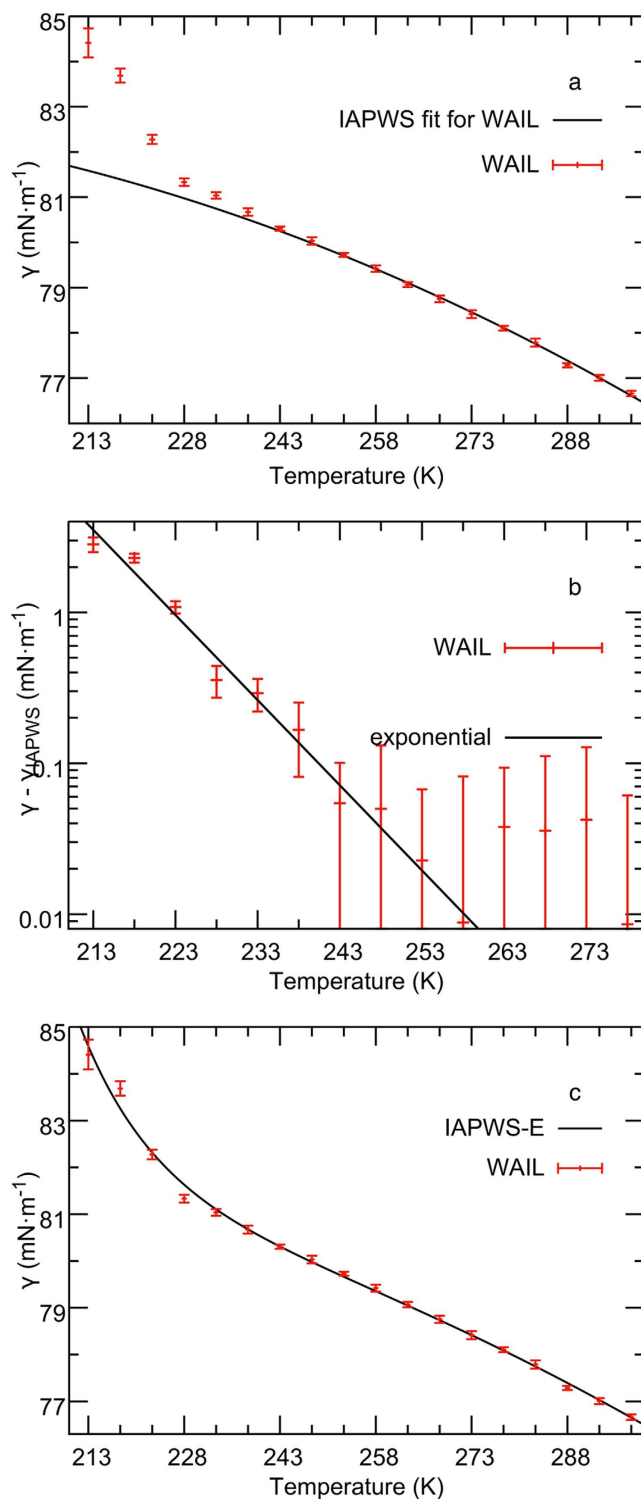 85
83
81
79
77
γ (mN·m⁻¹)
a
IAPWS fit for WAIL
WAIL
213 228 243 258 273 288
Temperature (K)
1
0.1
0.01
γ - γIAPWS (mN·m⁻¹)
b
WAIL
exponential
213 223 233 243 253 263 273
Temperature (K)
85
83
81
79
77
γ (mN·m⁻¹)
c
IAPWS-E
WAIL
213 228 243 258 273 288
Temperature (K)